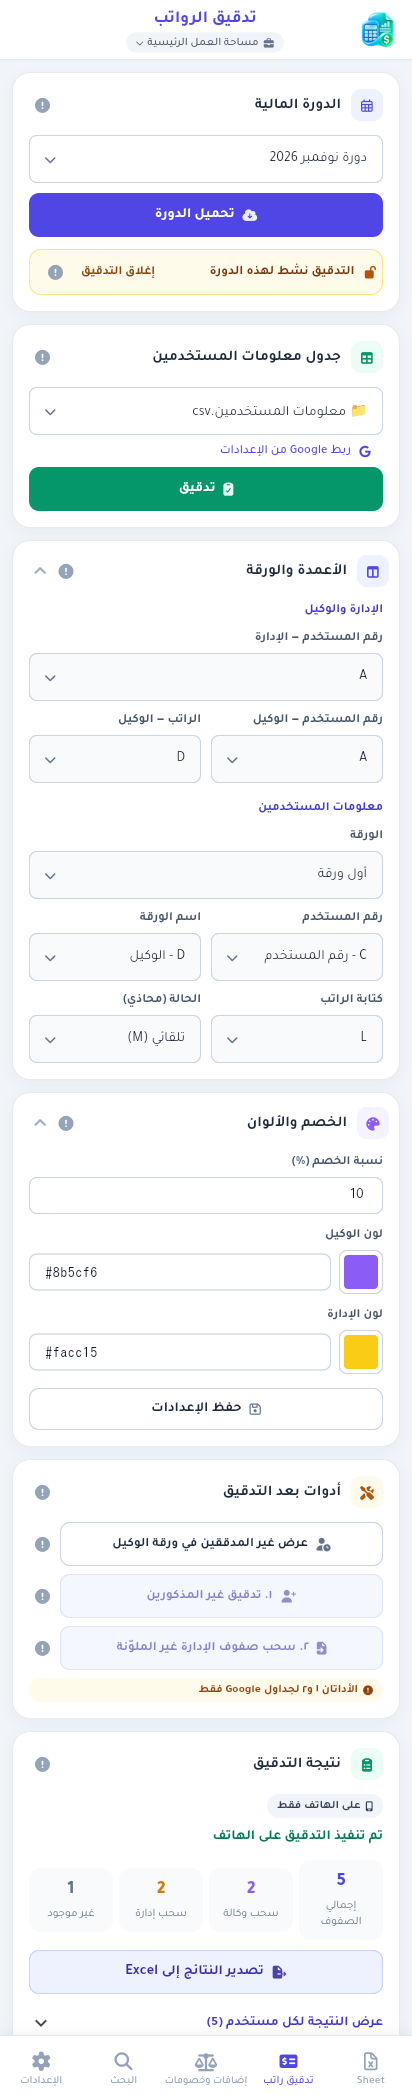 تدقيق الرواتب
مساحة العمل الرئيسية
الدورة المالية
دورة نوفمبر 2026
تحميل الدورة
التدقيق نشط لهذه الدورة
إغلاق التدقيق
جدول معلومات المستخدمين
معلومات المستخدمين.csv
ربط Google من الإعدادات
تدقيق
الأعمدة والورقة
الإدارة والوكيل
رقم المستخدم – الإدارة
A
رقم المستخدم – الوكيل
الراتب – الوكيل
A
D
معلومات المستخدمين
الورقة
أول ورقة
رقم المستخدم
اسم الورقة
C - رقم المستخدم
D - الوكيل
كتابة الراتب
الحالة (محاذي)
L
تلقائي (M)
الخصم والألوان
نسبة الخصم (%)
10
لون الوكيل
#8b5cf6
لون الإدارة
#facc15
حفظ الإعدادات
أدوات بعد التدقيق
عرض غير المدققين في ورقة الوكيل
١. تدقيق غير المذكورين
٢. سحب صفوف الإدارة غير الملوّنة
الأداتان ١ و٢ لجداول Google فقط
نتيجة التدقيق
على الهاتف فقط
تم تنفيذ التدقيق على الهاتف
5
إجمالي الصفوف
2
سحب وكالة
2
سحب إدارة
1
غير موجود
تصدير النتائج إلى Excel
عرض النتيجة لكل مستخدم (5)
Sheet
تدقيق راتب
إضافات وخصومات
البحث
الإعدادات